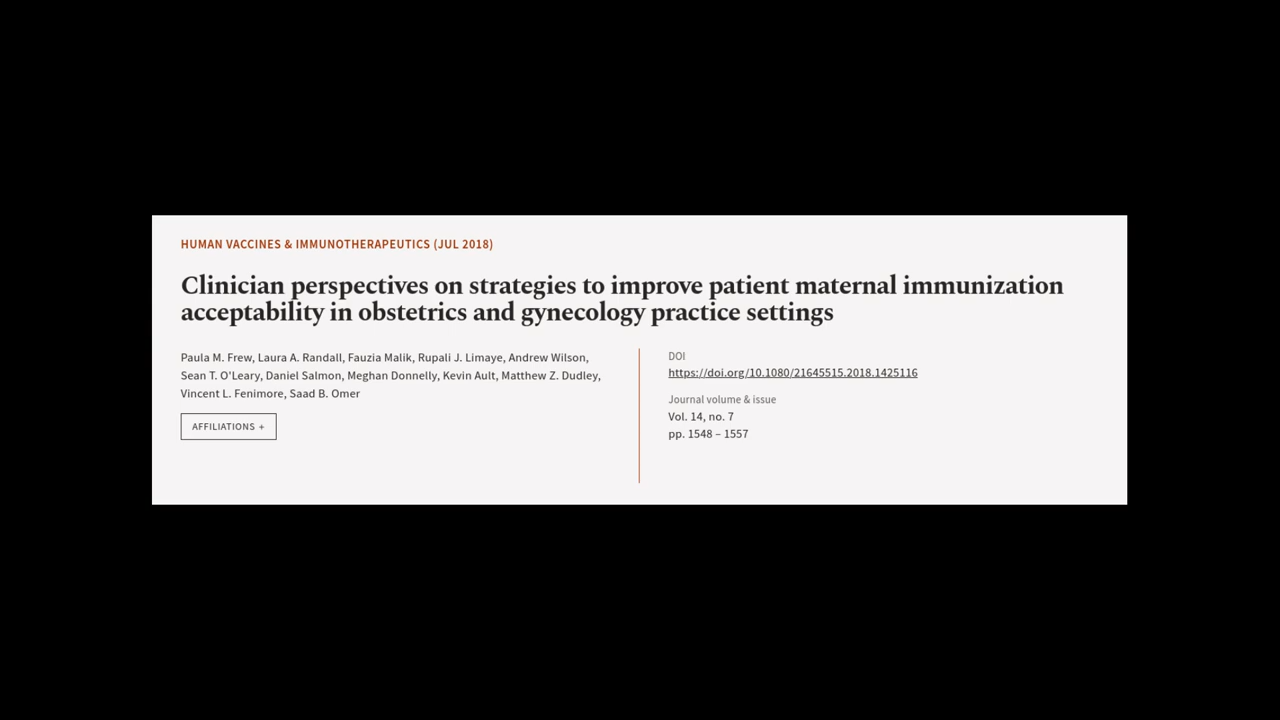 HUMAN VACCINES & IMMUNOTHERAPEUTICS (JUL 2018)
Clinician perspectives on strategies to improve patient maternal immunization
acceptability in obstetrics and gynecology practice settings
Paula M. Frew, Laura A. Randall, Fauzia Malik, Rupali J. Limaye, Andrew Wilson,
Sean T. O'Leary, Daniel Salmon, Meghan Donnelly, Kevin Ault, Matthew Z. Dudley,
Vincent L. Fenimore, Saad B. Omer
AFFILIATIONS +
DOI
https://doi.org/10.1080/21645515.2018.1425116
Journal volume & issue
Vol. 14, no. 7
pp. 1548 – 1557